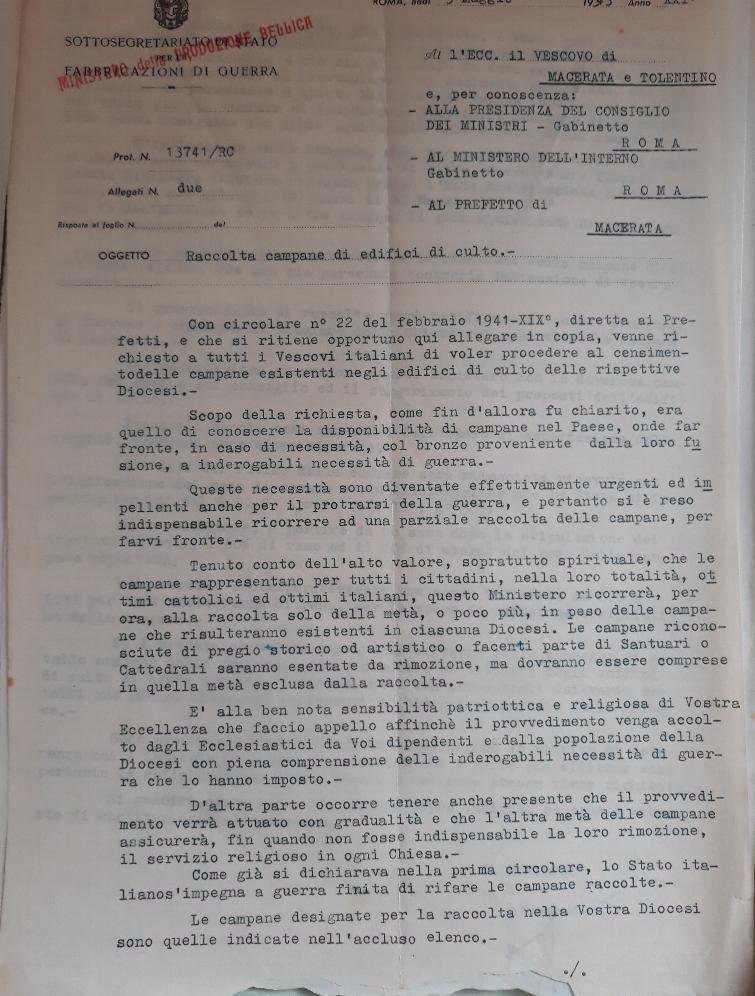 ROMA, addì 5 Maggio 1943 Anno XXI°
SOTTOSEGRETARIATO DI STATO
PER LE
FABBRICAZIONI DI GUERRA
MINISTERO della PRODUZIONE BELLICA
Prot. N. 13741/RC
Allegati N. due
Risposta al foglio N. del
Al l'ECC. il VESCOVO di
MACERATA e TOLENTINO
e, per conoscenza:
- ALLA PRESIDENZA DEL CONSIGLIO
DEI MINISTRI - Gabinetto
R O M A
- AL MINISTERO DELL'INTERNO
Gabinetto
R O M A
- AL PREFETTO di
MACERATA
OGGETTO Raccolta campane di edifici di culto.-
Con circolare n° 22 del febbraio 1941-XIX°, diretta ai Pre-
fetti, e che si ritiene opportuno qui allegare in copia, venne ri-
chiesto a tutti i Vescovi italiani di voler procedere al censimen-
todelle campane esistenti negli edifici di culto delle rispettive
Diocesi.-
Scopo della richiesta, come fin d'allora fu chiarito, era
quello di conoscere la disponibilità di campane nel Paese, onde far
fronte, in caso di necessità, col bronzo proveniente dalla loro fu
sione, a inderogabili necessità di guerra.-
Queste necessità sono diventate effettivamente urgenti ed im
pellenti anche per il protrarsi della guerra, e pertanto si è reso
indispensabile ricorrere ad una parziale raccolta delle campane, per
farvi fronte.-
Tenuto conto dell'alto valore, sopratutto spirituale, che le
campane rappresentano per tutti i cittadini, nella loro totalità, ot
timi cattolici ed ottimi italiani, questo Ministero ricorrerà, per
ora, alla raccolta solo della metà, o poco più, in peso delle campa-
ne che risulteranno esistenti in ciascuna Diocesi. Le campane ricono-
sciute di pregio storico od artistico o facenti parte di Santuari o
Cattedrali saranno esentate da rimozione, ma dovranno essere comprese
in quella metà esclusa dalla raccolta.-
E' alla ben nota sensibilità patriottica e religiosa di Vostra
Eccellenza che faccio appello affinchè il provvedimento venga accol-
to dagli Ecclesiastici da Voi dipendenti e dalla popolazione della
Diocesi con piena comprensione delle inderogabili necessità di guer-
ra che lo hanno imposto.-
D'altra parte occorre tenere anche presente che il provvedi-
mento verrà attuato con gradualità e che l'altra metà delle campane
assicurerà, fin quando non fosse indispensabile la loro rimozione,
il servizio religioso in ogni Chiesa.-
Come già si dichiarava nella prima circolare, lo Stato ita-
lianos'impegna a guerra finita di rifare le campane raccolte.-
Le campane designate per la raccolta nella Vostra Diocesi
sono quelle indicate nell'accluso elenco.-
./.